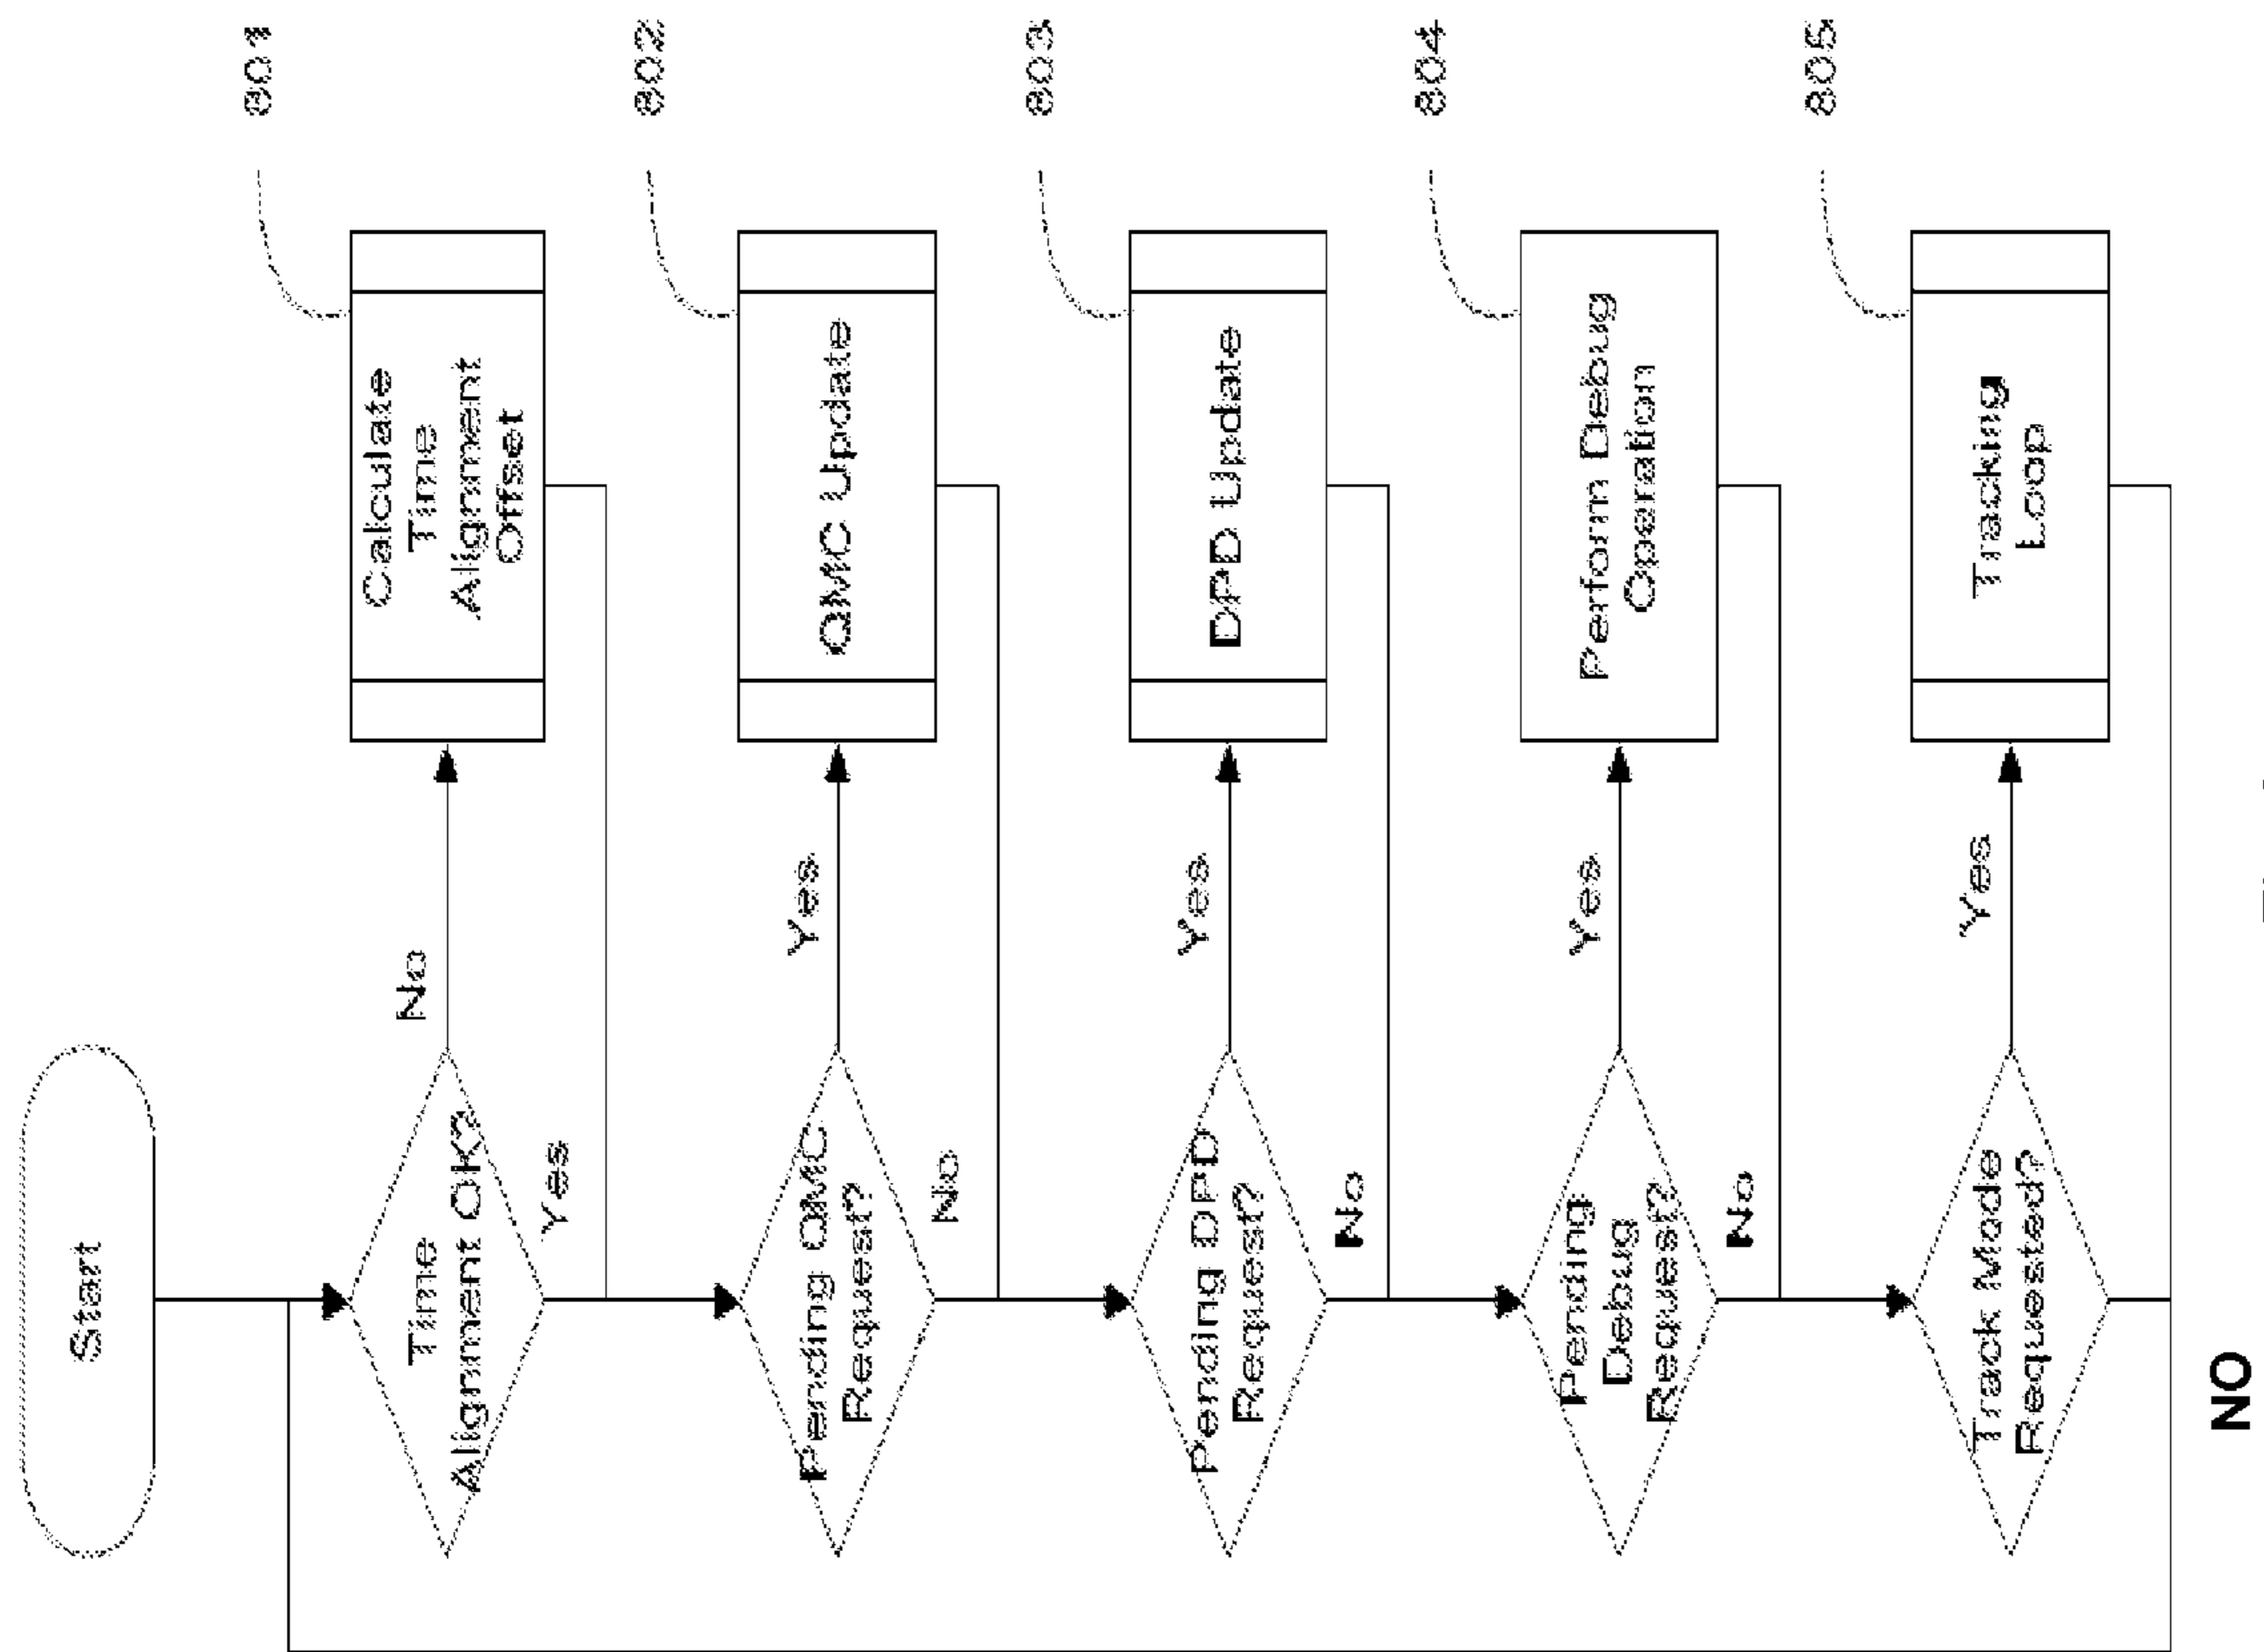 Start
Time
Alignment OK?
No
Yes
Calculate
Time
Alignment
Offset
801
Pending QMC
Request?
Yes
No
QMC Update
802
Pending DPD
Request?
Yes
No
DPD Update
803
Pending
Debug
Request?
Yes
No
Perform Debug
Operation
804
Track Mode
Requested?
Yes
NO
Tracking
Loop
805